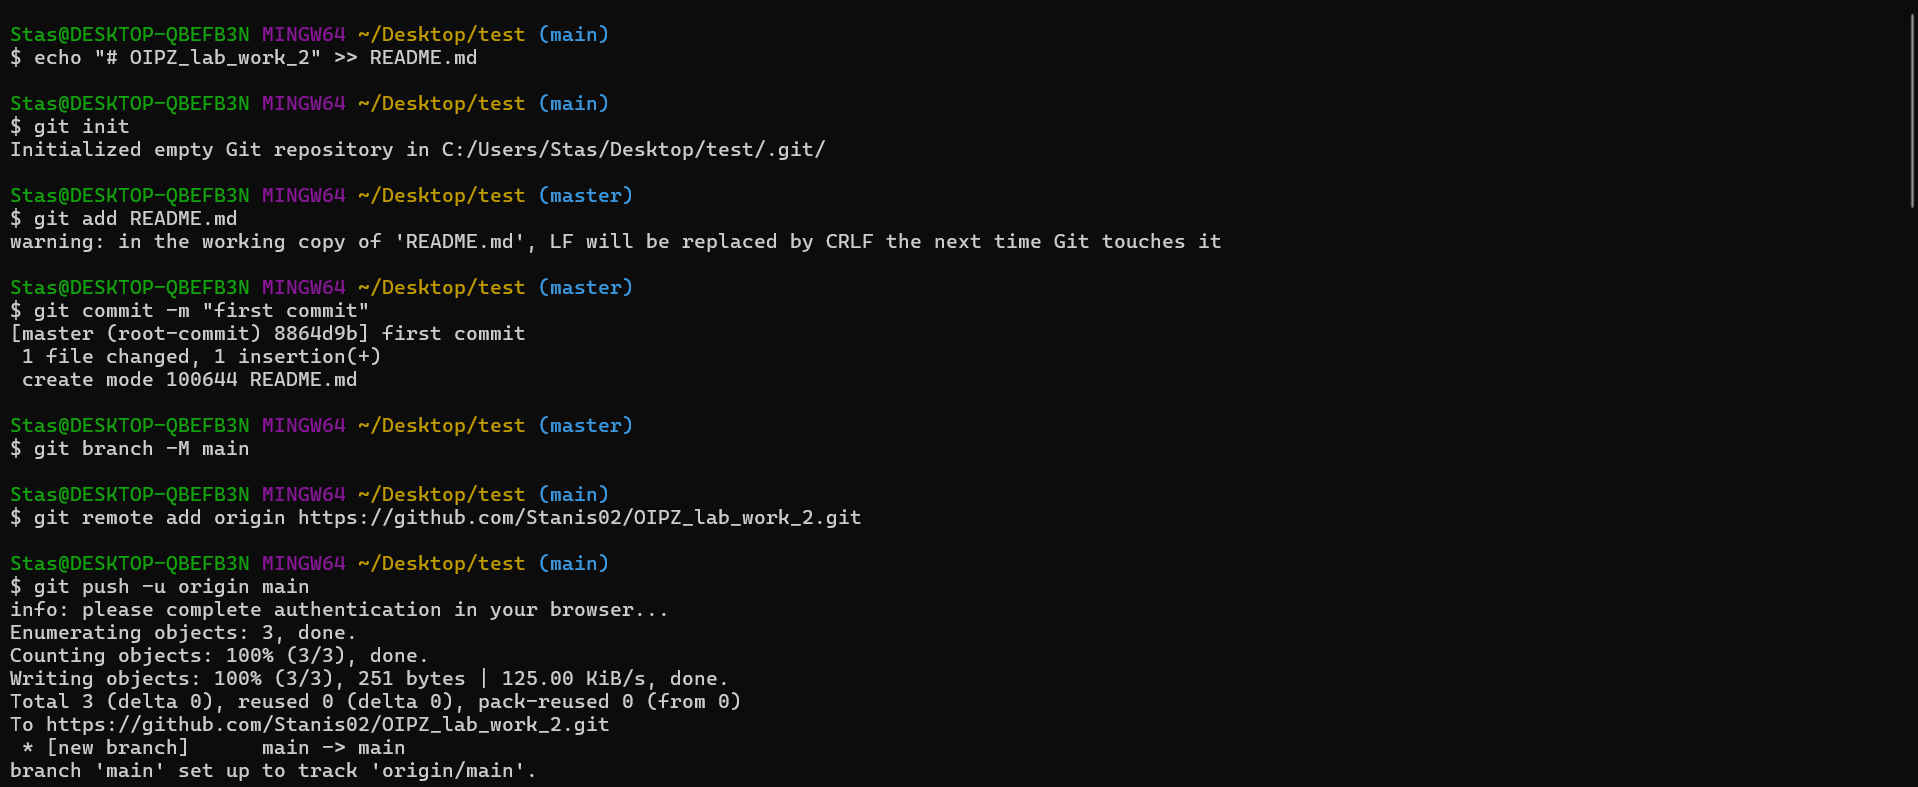 Stas@DESKTOP-QBEFB3N MINGW64 ~/Desktop/test (main)
$ echo "# OIPZ_lab_work_2" >> README.md
Stas@DESKTOP-QBEFB3N MINGW64 ~/Desktop/test (main)
$ git init
Initialized empty Git repository in C:/Users/Stas/Desktop/test/.git/
Stas@DESKTOP-QBEFB3N MINGW64 ~/Desktop/test (master)
$ git add README.md
warning: in the working copy of 'README.md', LF will be replaced by CRLF the next time Git touches it
Stas@DESKTOP-QBEFB3N MINGW64 ~/Desktop/test (master)
$ git commit -m "first commit"
[master (root-commit) 8864d9b] first commit
 1 file changed, 1 insertion(+)
 create mode 100644 README.md
Stas@DESKTOP-QBEFB3N MINGW64 ~/Desktop/test (master)
$ git branch -M main
Stas@DESKTOP-QBEFB3N MINGW64 ~/Desktop/test (main)
$ git remote add origin https://github.com/Stanis02/OIPZ_lab_work_2.git
Stas@DESKTOP-QBEFB3N MINGW64 ~/Desktop/test (main)
$ git push -u origin main
info: please complete authentication in your browser...
Enumerating objects: 3, done.
Counting objects: 100% (3/3), done.
Writing objects: 100% (3/3), 251 bytes | 125.00 KiB/s, done.
Total 3 (delta 0), reused 0 (delta 0), pack-reused 0 (from 0)
To https://github.com/Stanis02/OIPZ_lab_work_2.git
 * [new branch]      main -> main
branch 'main' set up to track 'origin/main'.